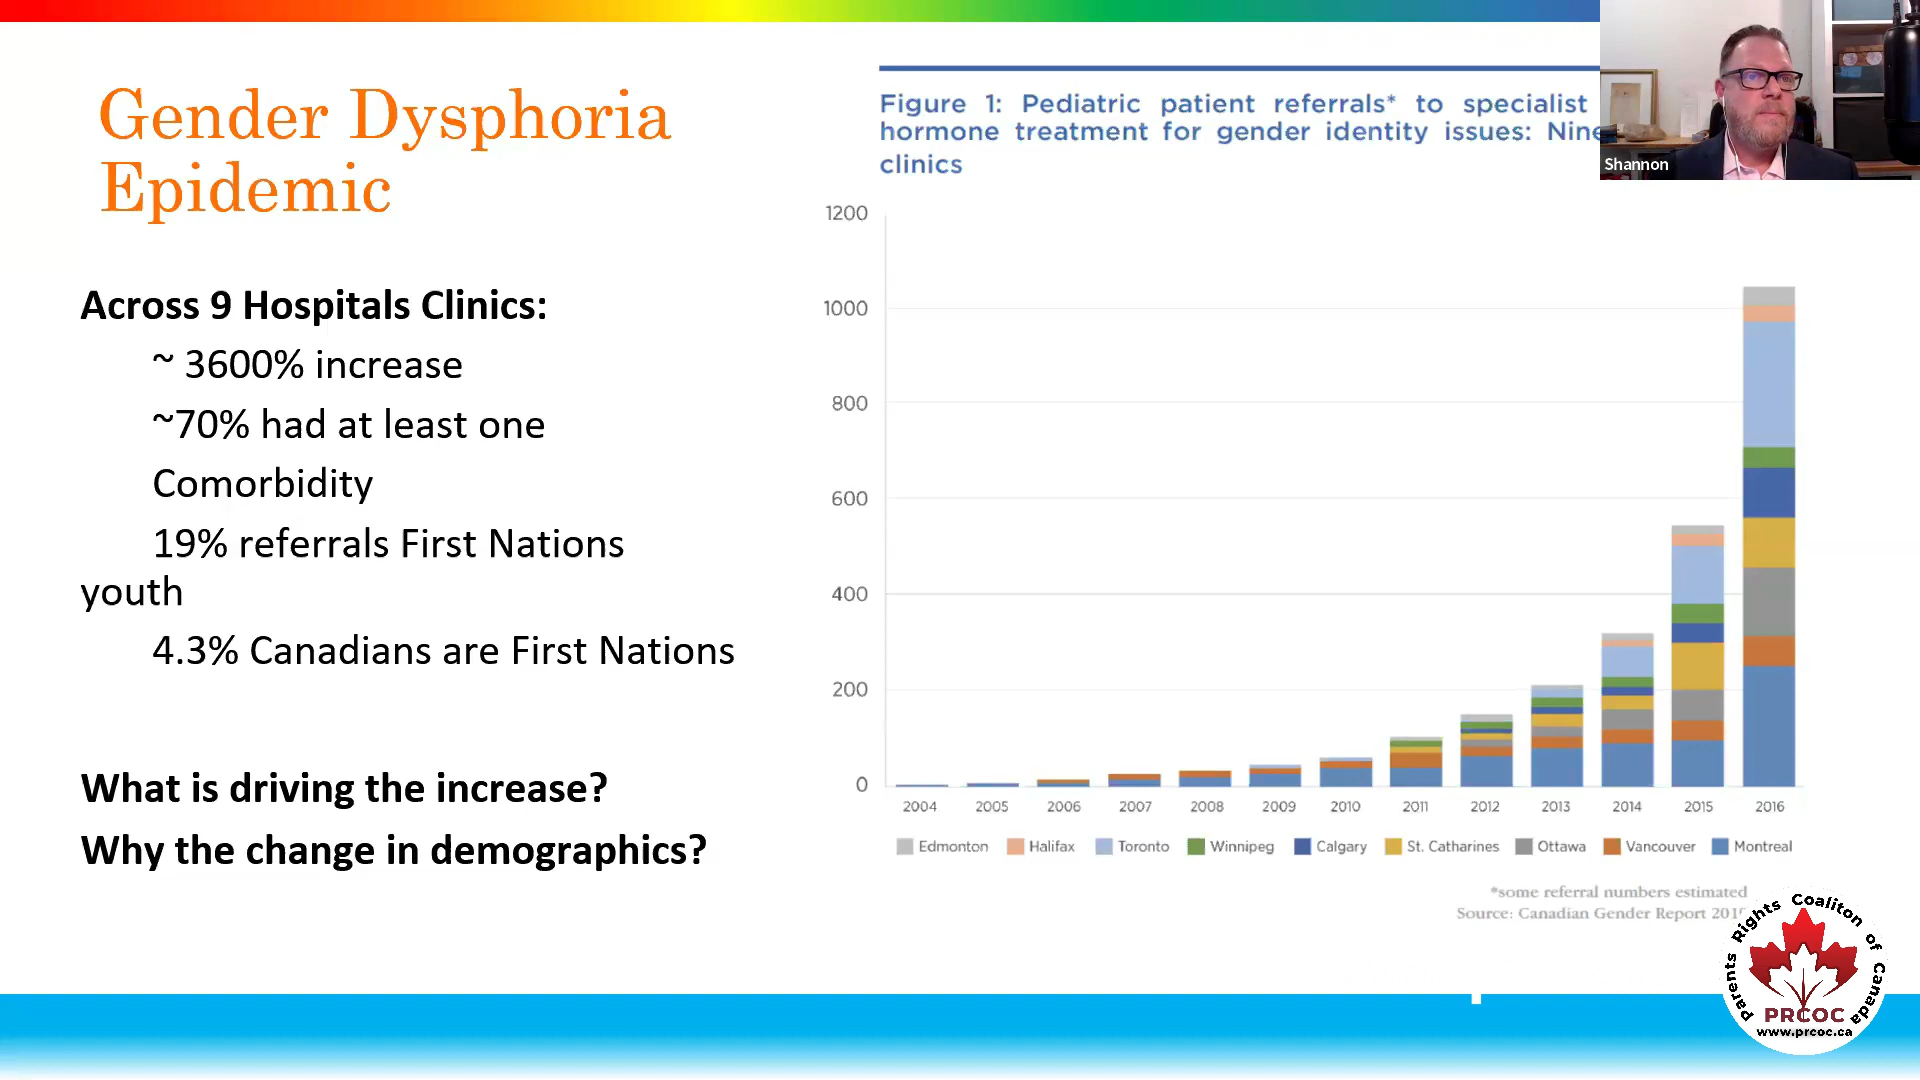 Gender Dysphoria
Epidemic
Across 9 Hospitals Clinics:
~ 3600% increase
~70% had at least one
Comorbidity
19% referrals First Nations
youth
4.3% Canadians are First Nations
What is driving the increase?
Why the change in demographics?
Figure 1: Pediatric patient referrals* to specialist
hormone treatment for gender identity issues: Nine
clinics
Shannon
1200
1000
800
600
400
200
0
2004 2005 2006 2007 2008 2009 2010 2011 2012 2013 2014 2015 2016
Edmonton Halifax Toronto Winnipeg Calgary St. Catharines Ottawa Vancouver Montreal
*some referral numbers estimated
Source: Canadian Gender Report
Parents Rights Coaliton of Canada
PRCOC
www.prcoc.ca